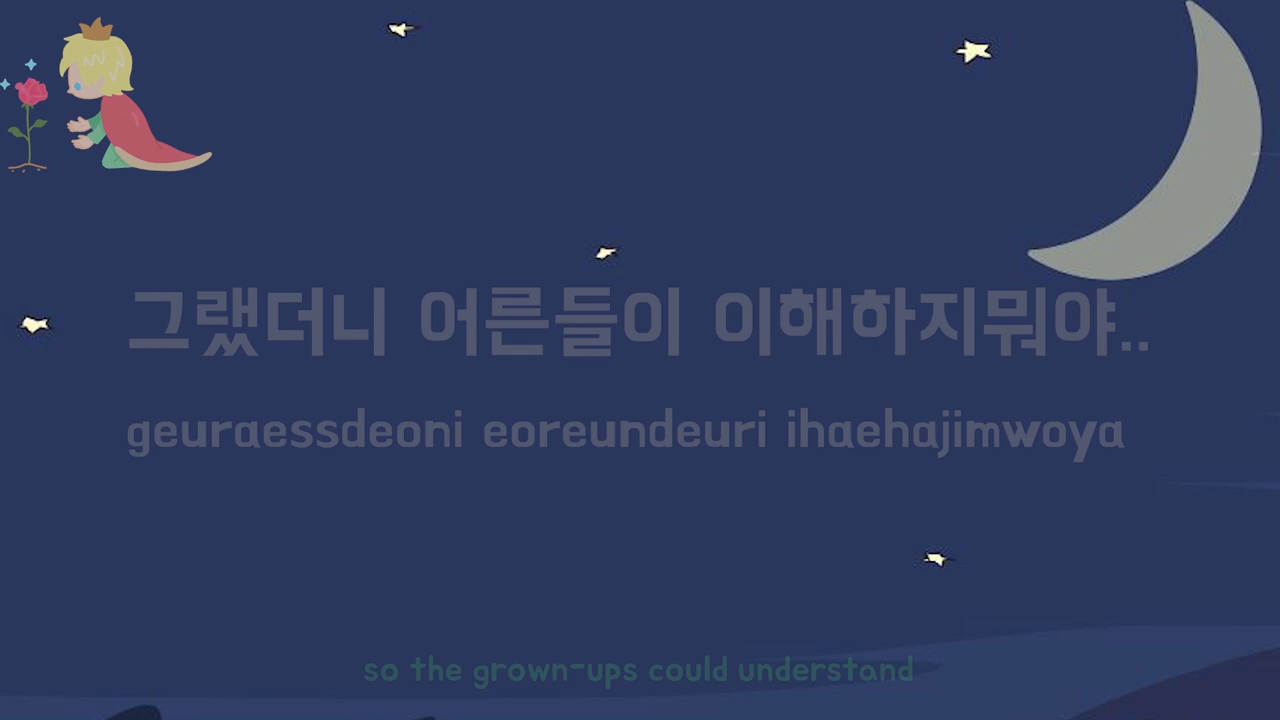 그랬더니 어른들이 이해하지뭐야..
geuraessdeoni eoreundeuri ihaehajimwoya
so the grown-ups could understand